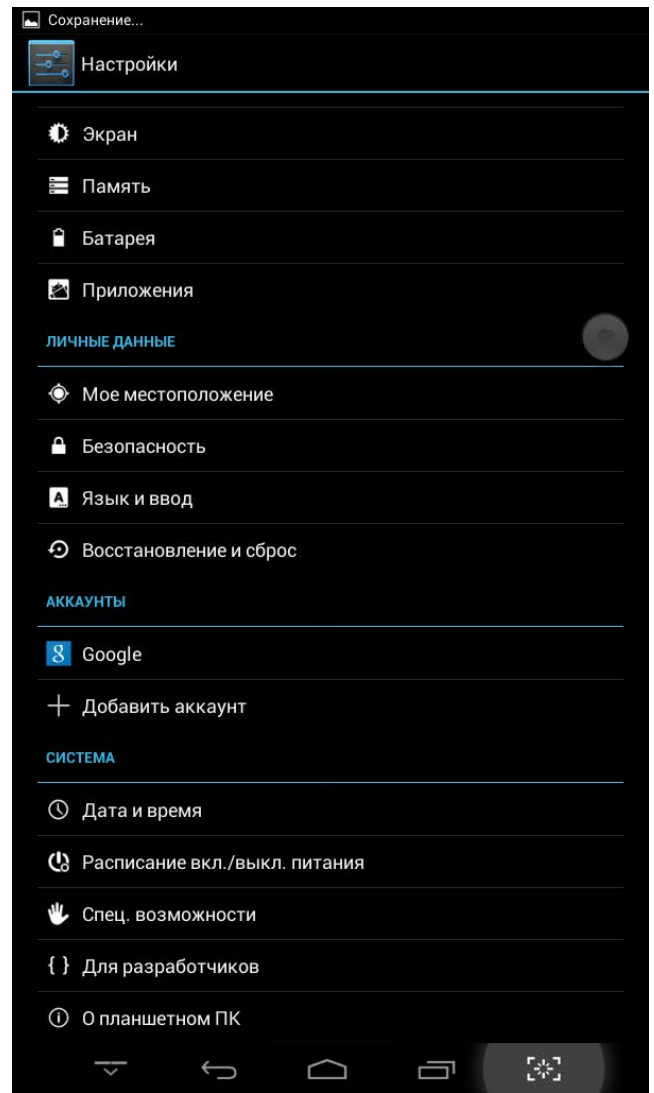 Сохранение...
Настройки
Экран
Память
Батарея
Приложения
ЛИЧНЫЕ ДАННЫЕ
Мое местоположение
Безопасность
Язык и ввод
Восстановление и сброс
АККАУНТЫ
Google
Добавить аккаунт
СИСТЕМА
Дата и время
Расписание вкл./выкл. питания
Спец. возможности
Для разработчиков
О планшетном ПК